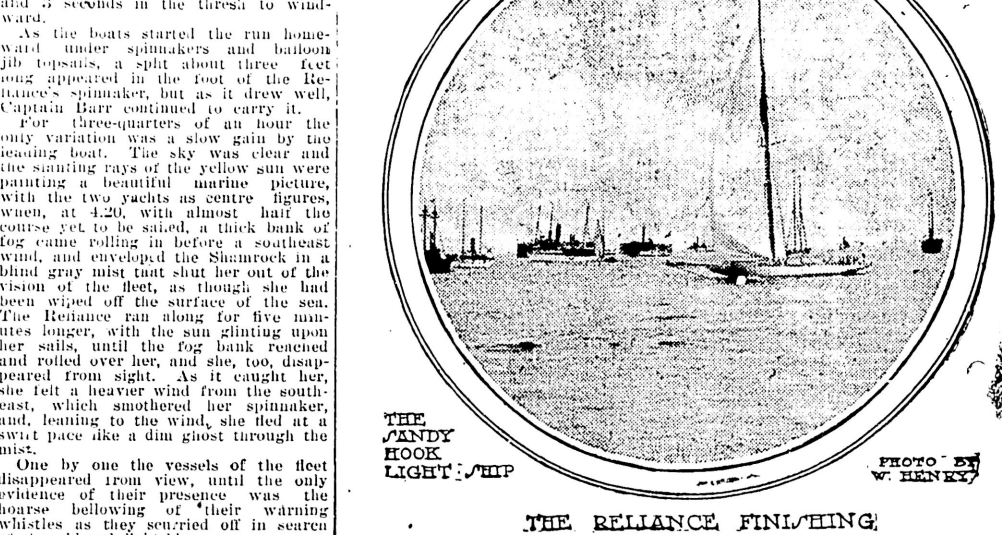 and 3 seconds in the thresh to wind-
ward.
As the boats started the run home-
ward under spinnakers and balloon
jib topsails, a split about three feet
long appeared in the foot of the Re-
liance's spinnaker, but as it drew well,
Captain Barr continued to carry it.
For three-quarters of an hour the
only variation was a slow gain by the
leading boat. The sky was clear and
the slanting rays of the yellow sun were
painting a beautiful marine picture,
with the two yachts as centre figures,
when, at 4.20, with almost half the
course yet to be sailed, a thick bank of
fog came rolling in before a southeast
wind, and enveloped the Shamrock in a
blind gray mist that shut her out of the
vision of the fleet, as though she had
been wiped off the surface of the sea.
The Reliance ran along for five min-
utes longer, with the sun glinting upon
her sails, until the fog bank reached
and rolled over her, and she, too, disap-
peared from sight. As it caught her,
she felt a heavier wind from the south-
east, which smothered her spinnaker,
and, leaning to the wind, she fled at a
swift pace like a dim ghost through the
mist.
One by one the vessels of the fleet
disappeared from view, until the only
evidence of their presence was the
hoarse bellowing of their warning
whistles as they scurried off in search
THE
SANDY
HOOK
LIGHT-SHIP
PHOTO BY
W. HENRY
THE RELIANCE FINISHING